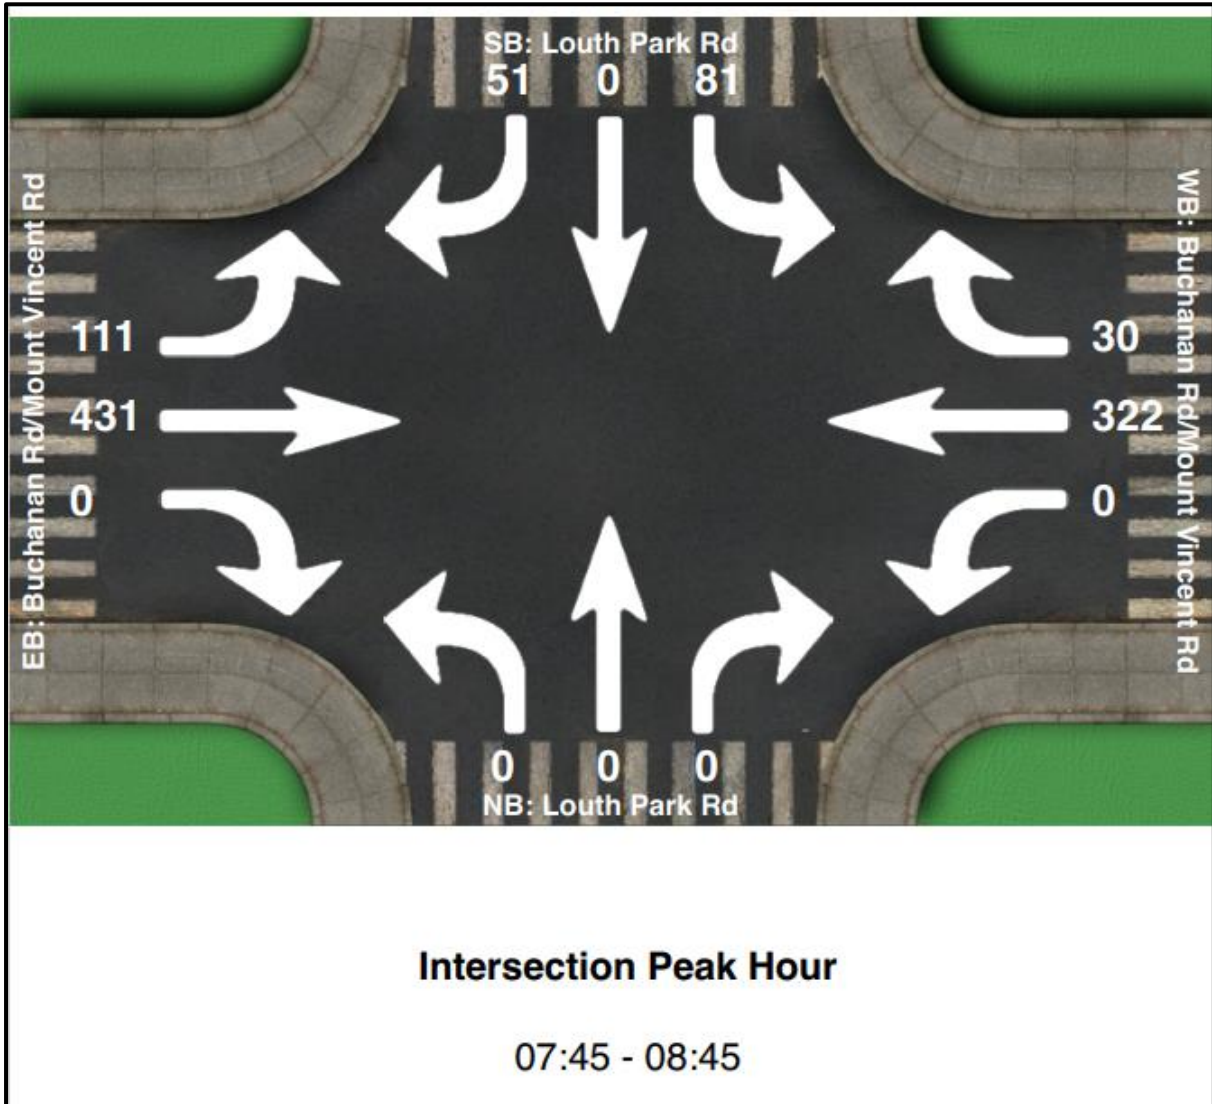 SB: Louth Park Rd
51 0 81
EB: Buchanan Rd/Mount Vincent Rd
111
431
0
WB: Buchanan Rd/Mount Vincent Rd
30
322
0
0 0 0
NB: Louth Park Rd
Intersection Peak Hour
07:45 - 08:45